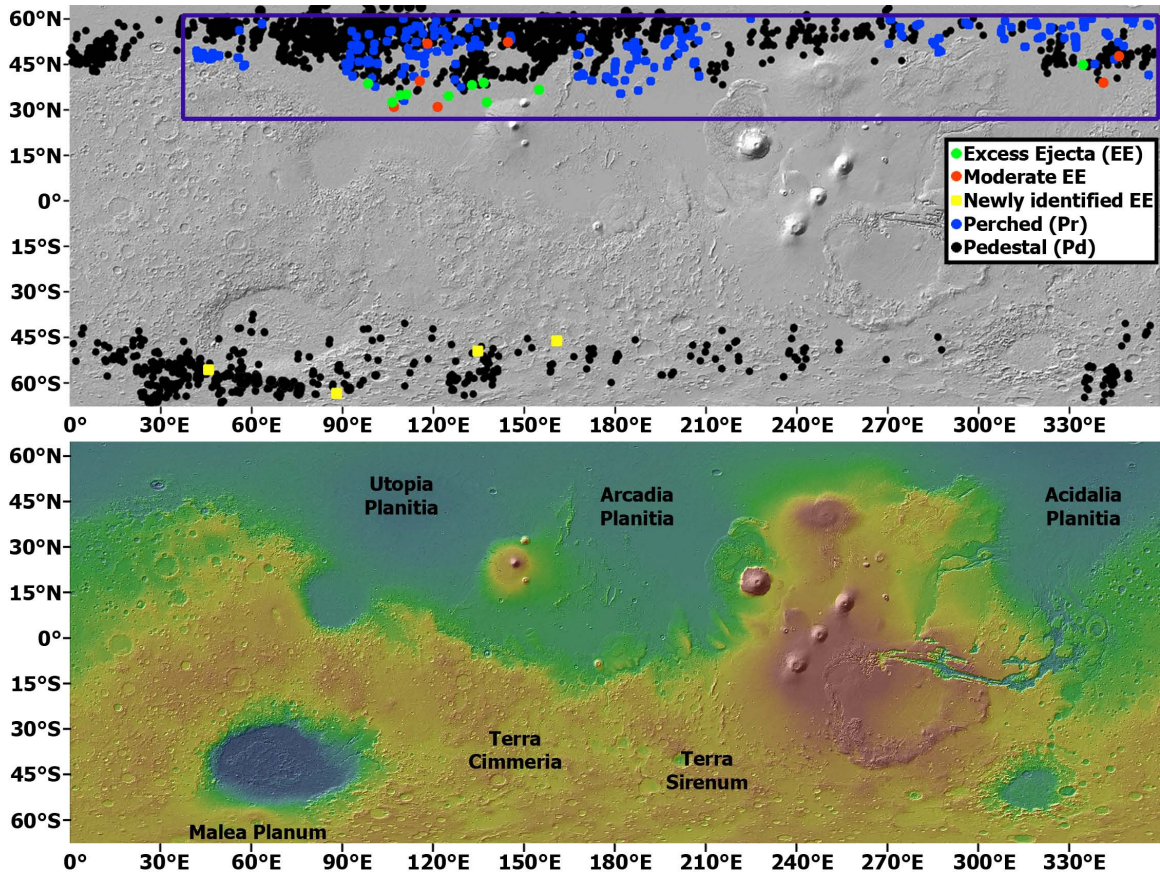 60°N
45°N
30°N
15°N
0°
15°S
30°S
45°S
60°S
Excess Ejecta (EE)
Moderate EE
Newly identified EE
Perched (Pr)
Pedestal (Pd)
0° 30°E 60°E 90°E 120°E 150°E 180°E 210°E 240°E 270°E 300°E 330°E
60°N
45°N
30°N
15°N
0°
15°S
30°S
45°S
60°S
Utopia
Planitia
Arcadia
Planitia
Acidalia
Planitia
Terra
Cimmeria
Terra
Sirenum
Malea Planum
0° 30°E 60°E 90°E 120°E 150°E 180°E 210°E 240°E 270°E 300°E 330°E